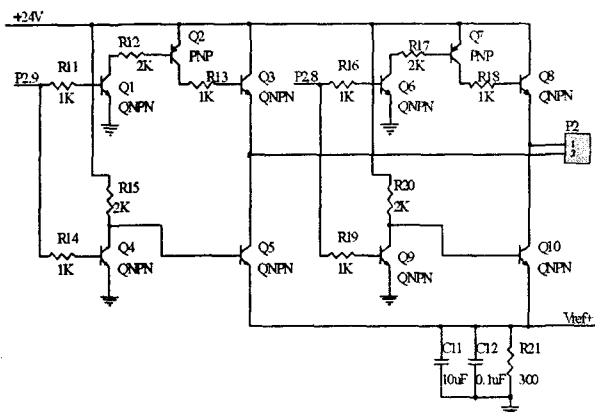 +24V
R12
2K
Q2
PNP
R17
2K
Q7
PNP
P2.9
R11
1K
Q1
QNPN
R13
1K
Q3
QNPN
P2.8
R16
1K
Q6
QNPN
R18
1K
Q8
QNPN
P2
1
2
R15
2K
R20
2K
R14
1K
Q4
QNPN
Q5
QNPN
R19
1K
Q9
QNPN
Q10
QNPN
Vref+
C11
10uF
C12
0.1uF
R21
300